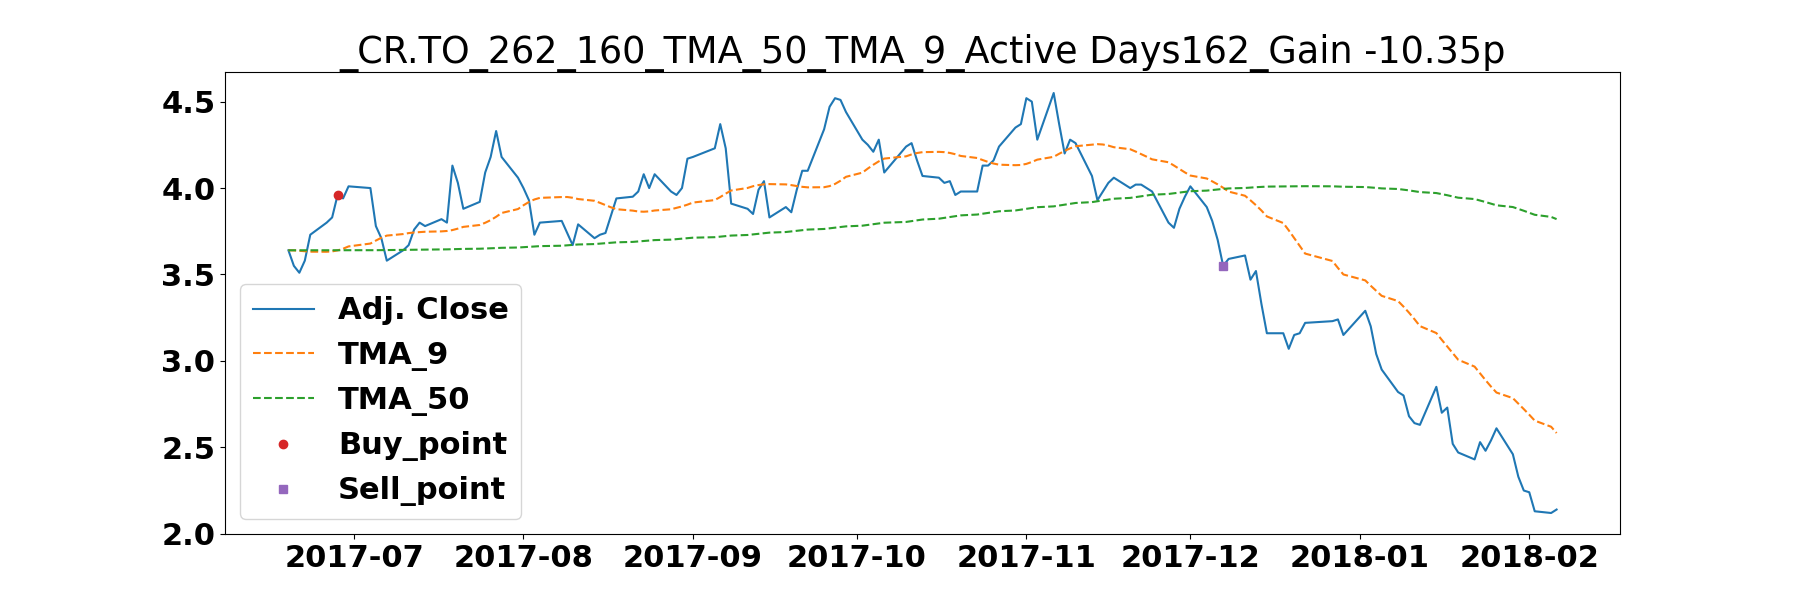 _CR.TO_262_160_TMA_50_TMA_9_Active Days162_Gain -10.35p
4.5
4.0
3.5
3.0
2.5
2.0
Adj. Close
TMA_9
TMA_50
Buy_point
Sell_point
2017-07 2017-08 2017-09 2017-10 2017-11 2017-12 2018-01 2018-02